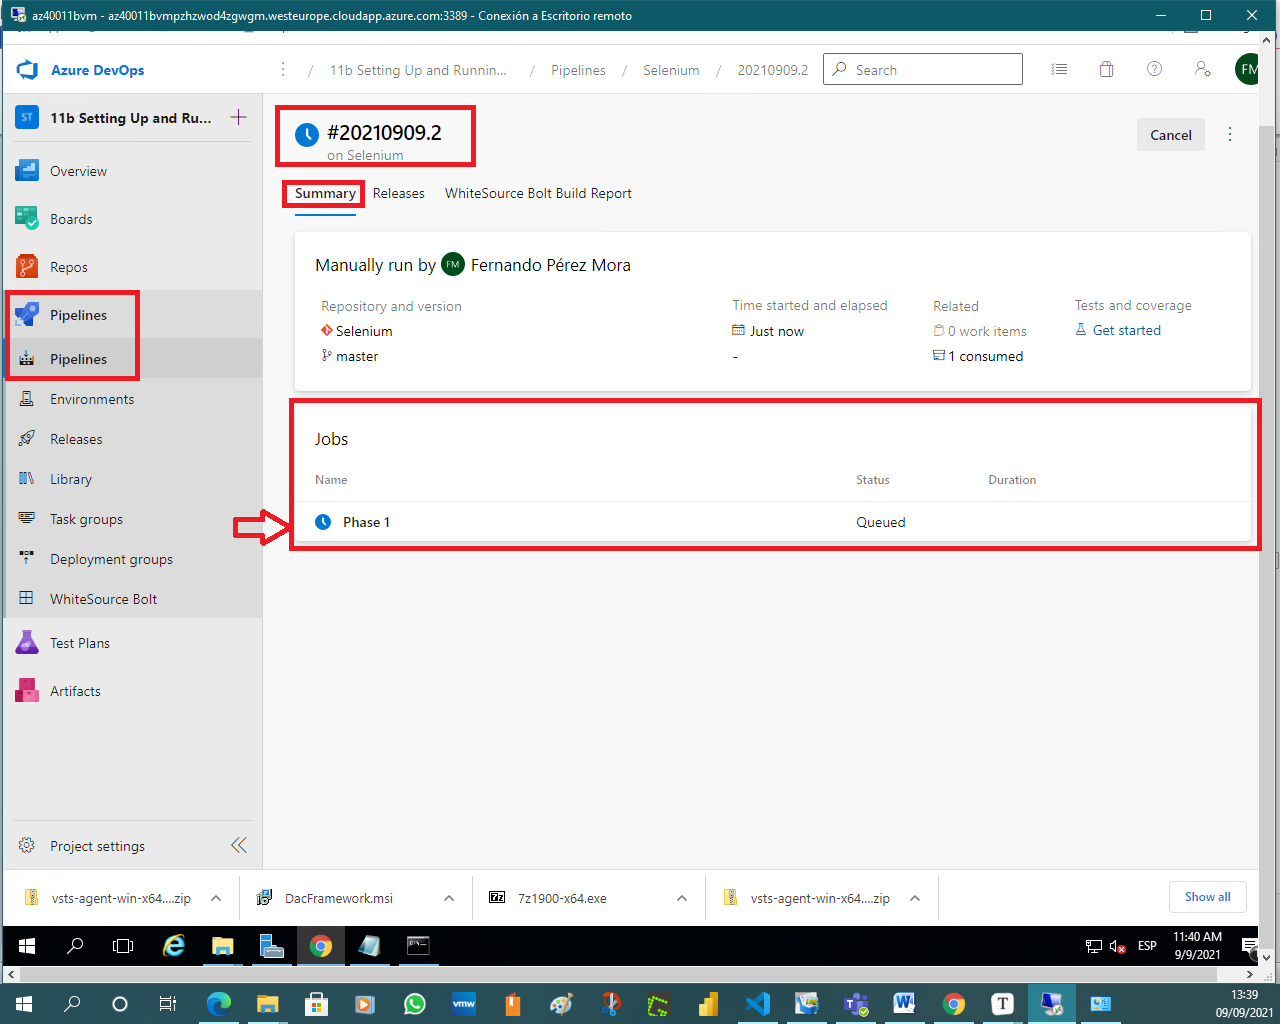 az40011bvm - az40011bvmpzhzwod4zgwgm.westeurope.cloudapp.azure.com:3389 - Conexión a Escritorio remoto
Azure DevOps
/ 11b Setting Up and Runnin... / Pipelines / Selenium / 20210909.2
Search
FM
ST 11b Setting Up and Ru...
Overview
Boards
Repos
Pipelines
Pipelines
Environments
Releases
Library
Task groups
Deployment groups
WhiteSource Bolt
Test Plans
Artifacts
Project settings
#20210909.2
on Selenium
Cancel
Summary Releases WhiteSource Bolt Build Report
Manually run by FM Fernando Pérez Mora
Repository and version
Selenium
master
Time started and elapsed
Just now
-
Related
0 work items
1 consumed
Tests and coverage
Get started
Jobs
Name Status Duration
Phase 1 Queued
vsts-agent-win-x64....zip
DacFramework.msi
7z1900-x64.exe
vsts-agent-win-x64....zip
Show all
ESP
11:40 AM
9/9/2021
13:39
09/09/2021